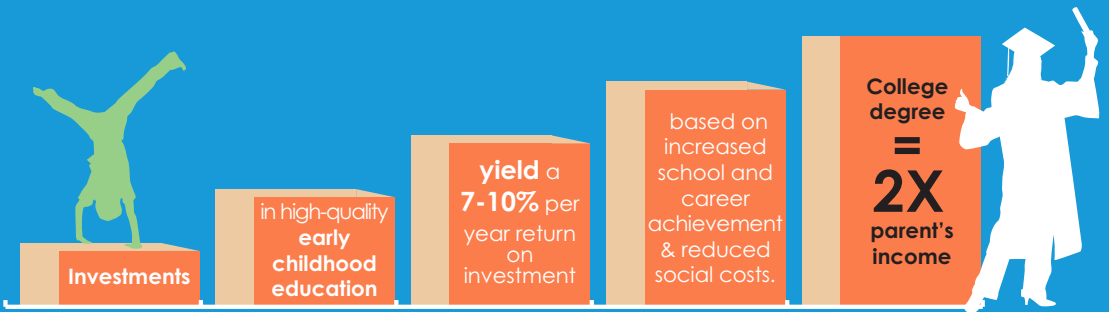 Investments
in high-quality
early
childhood
education
yield a
7-10% per
year return
on
investment
based on
increased
school and
career
achievement
& reduced
social costs.
College
degree
=
2X
parent's
income